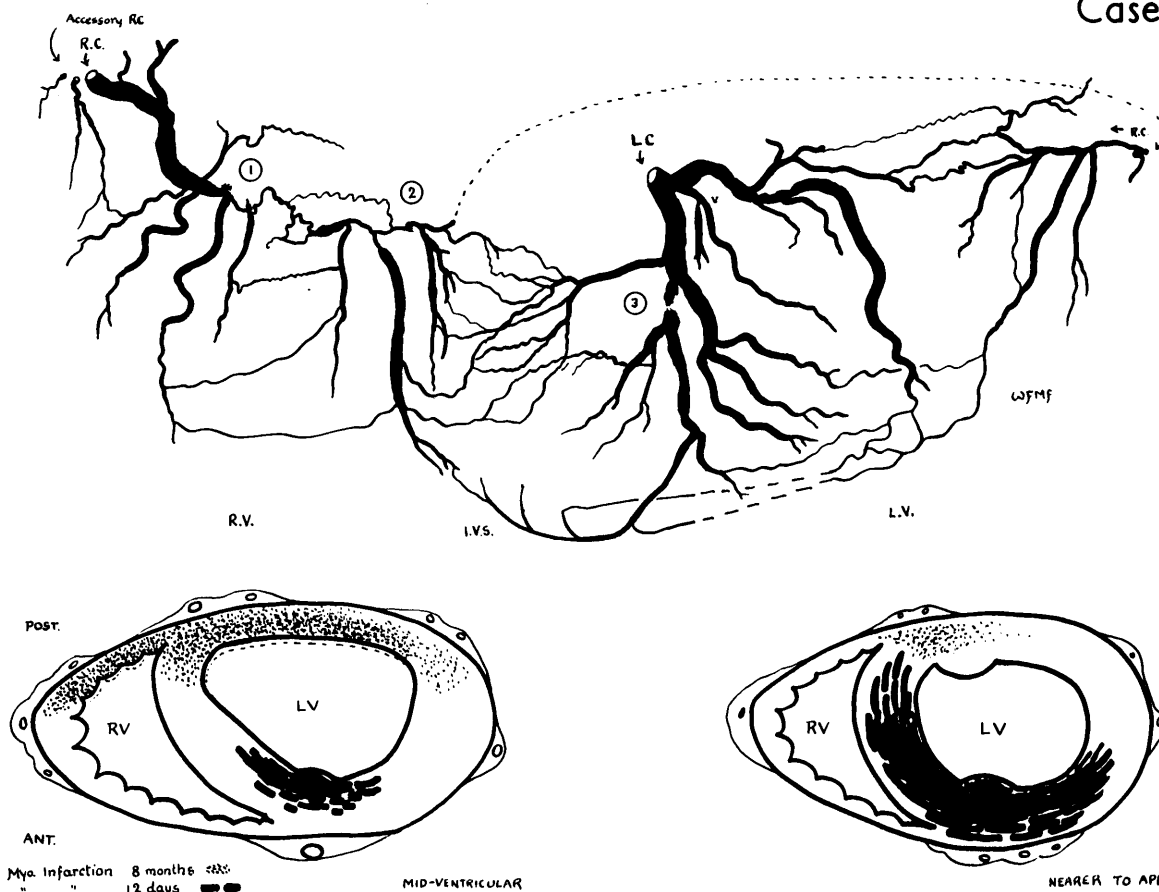 Case
Accessory RC
R.C.
1
2
LC
R.C.
V
3
WFMF
R.V.
I.V.S.
L.V.
POST.
RV
LV
RV
LV
ANT.
Myo Infarction 8 months
" " 12 days
MID-VENTRICULAR
NEARER TO